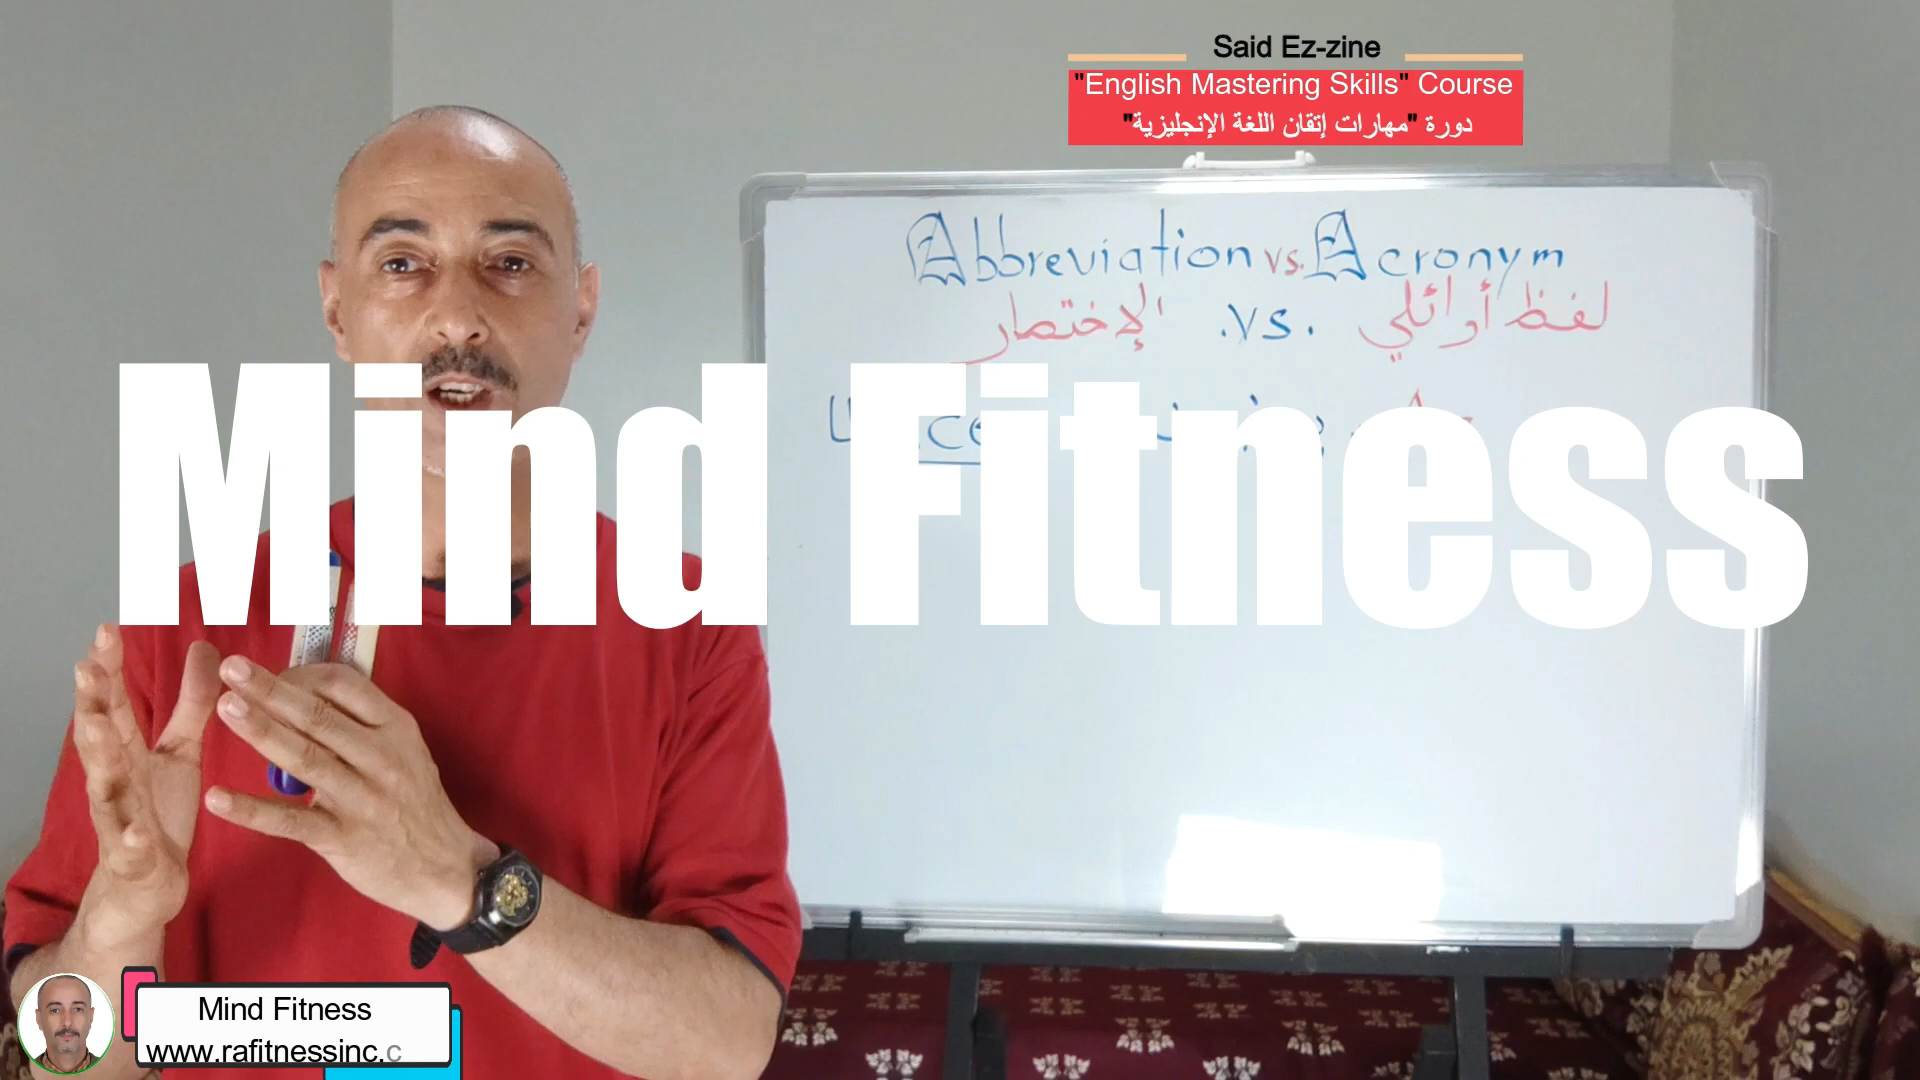 Said Ez-zine
"English Mastering Skills" Course
دورة "مهارات إتقان اللغة الإنجليزية"
Abbreviation vs. Acronym
الإختصار .vs. لفظ أوائلي
Mind Fitness
Mind Fitness
www.rafitnessinc.c